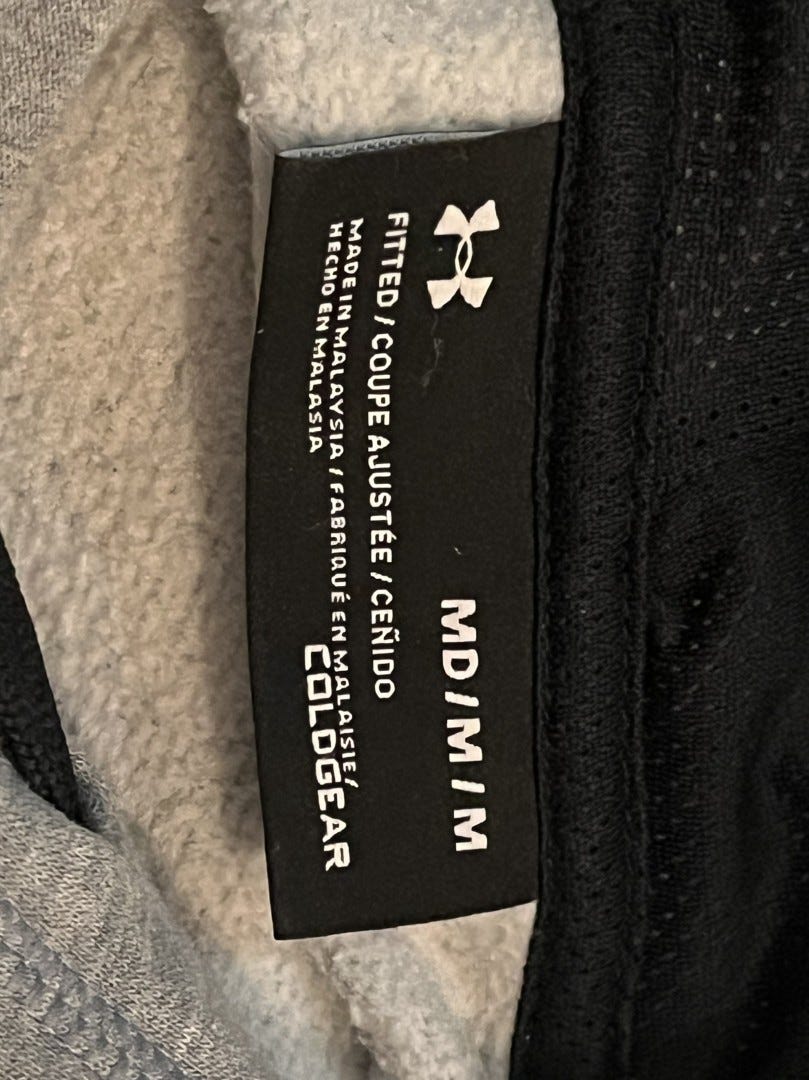 MD / M / M
FITTED / COUPE AJUSTÉE / CEÑIDO
MADE IN MALAYSIA / FABRIQUÉ EN MALAISIE /
HECHO EN MALASIA
COLDGEAR